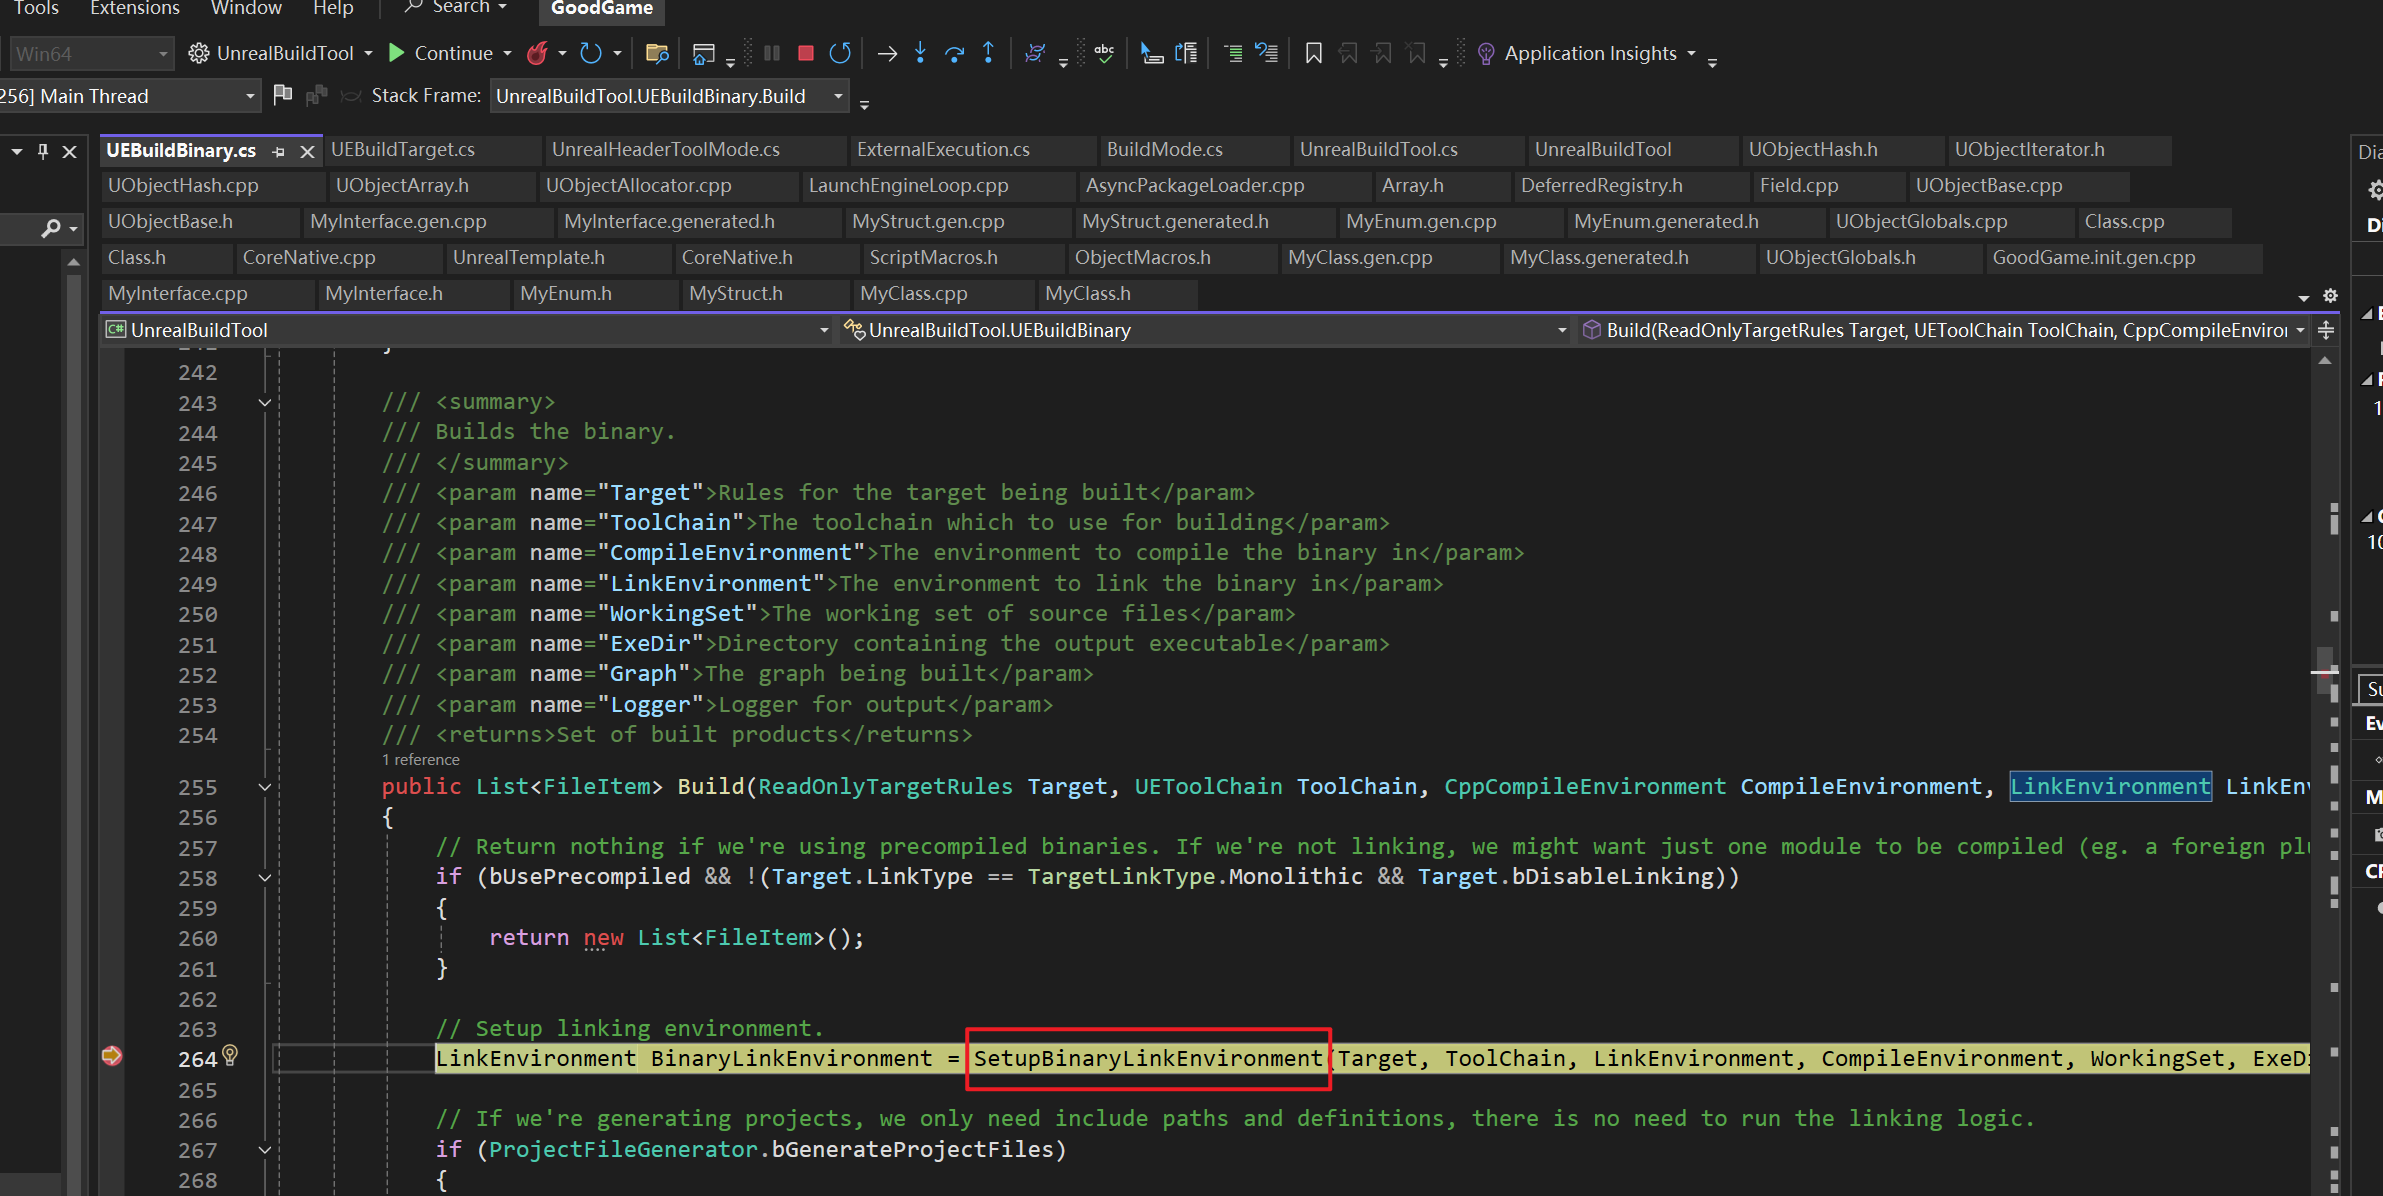 Tools Extensions Window Help Search GoodGame
Win64 UnrealBuildTool Continue Application Insights
256] Main Thread Stack Frame: UnrealBuildTool.UEBuildBinary.Build
UEBuildBinary.cs UEBuildTarget.cs UnrealHeaderToolMode.cs ExternalExecution.cs BuildMode.cs UnrealBuildTool.cs UnrealBuildTool UObjectHash.h UObjectIterator.h
UObjectHash.cpp UObjectArray.h UObjectAllocator.cpp LaunchEngineLoop.cpp AsyncPackageLoader.cpp Array.h DeferredRegistry.h Field.cpp UObjectBase.cpp
UObjectBase.h MyInterface.gen.cpp MyInterface.generated.h MyStruct.gen.cpp MyStruct.generated.h MyEnum.gen.cpp MyEnum.generated.h UObjectGlobals.cpp Class.cpp
Class.h CoreNative.cpp UnrealTemplate.h CoreNative.h ScriptMacros.h ObjectMacros.h MyClass.gen.cpp MyClass.generated.h UObjectGlobals.h GoodGame.init.gen.cpp
MyInterface.cpp MyInterface.h MyEnum.h MyStruct.h MyClass.cpp MyClass.h
C# UnrealBuildTool UnrealBuildTool.UEBuildBinary Build(ReadOnlyTargetRules Target, UEToolChain ToolChain, CppCompileEnviro
242
243 /// <summary>
244 /// Builds the binary.
245 /// </summary>
246 /// <param name="Target">Rules for the target being built</param>
247 /// <param name="ToolChain">The toolchain which to use for building</param>
248 /// <param name="CompileEnvironment">The environment to compile the binary in</param>
249 /// <param name="LinkEnvironment">The environment to link the binary in</param>
250 /// <param name="WorkingSet">The working set of source files</param>
251 /// <param name="ExeDir">Directory containing the output executable</param>
252 /// <param name="Graph">The graph being built</param>
253 /// <param name="Logger">Logger for output</param>
254 /// <returns>Set of built products</returns>
1 reference
255 public List<FileItem> Build(ReadOnlyTargetRules Target, UEToolChain ToolChain, CppCompileEnvironment CompileEnvironment, LinkEnvironment LinkEnv
256 {
257 // Return nothing if we're using precompiled binaries. If we're not linking, we might want just one module to be compiled (eg. a foreign plu
258 if (bUsePrecompiled && !(Target.LinkType == TargetLinkType.Monolithic && Target.bDisableLinking))
259 {
260 return new List<FileItem>();
261 }
262
263 // Setup linking environment.
264 LinkEnvironment BinaryLinkEnvironment = SetupBinaryLinkEnvironment(Target, ToolChain, LinkEnvironment, CompileEnvironment, WorkingSet, ExeDi
265
266 // If we're generating projects, we only need include paths and definitions, there is no need to run the linking logic.
267 if (ProjectFileGenerator.bGenerateProjectFiles)
268 {